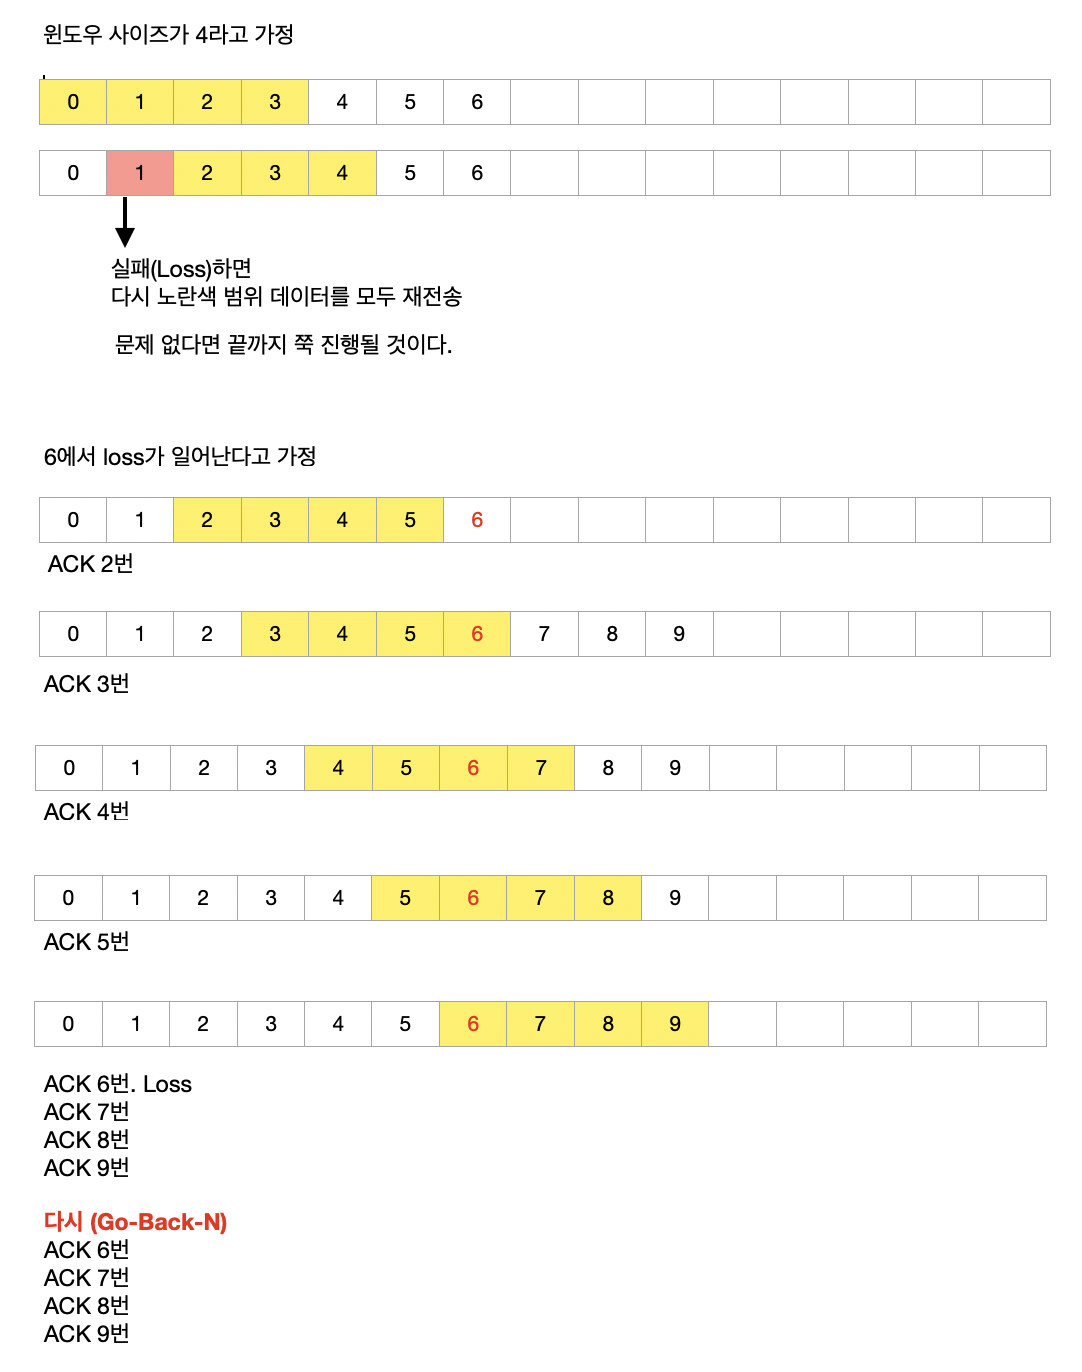 윈도우 사이즈가 4라고 가정
0 1 2 3 4 5 6
0 1 2 3 4 5 6
실패(Loss)하면
다시 노란색 범위 데이터를 모두 재전송
문제 없다면 끝까지 쭉 진행될 것이다.
6에서 loss가 일어난다고 가정
0 1 2 3 4 5 6
ACK 2번
0 1 2 3 4 5 6 7 8 9
ACK 3번
0 1 2 3 4 5 6 7 8 9
ACK 4번
0 1 2 3 4 5 6 7 8 9
ACK 5번
0 1 2 3 4 5 6 7 8 9
ACK 6번. Loss
ACK 7번
ACK 8번
ACK 9번
다시 (Go-Back-N)
ACK 6번
ACK 7번
ACK 8번
ACK 9번